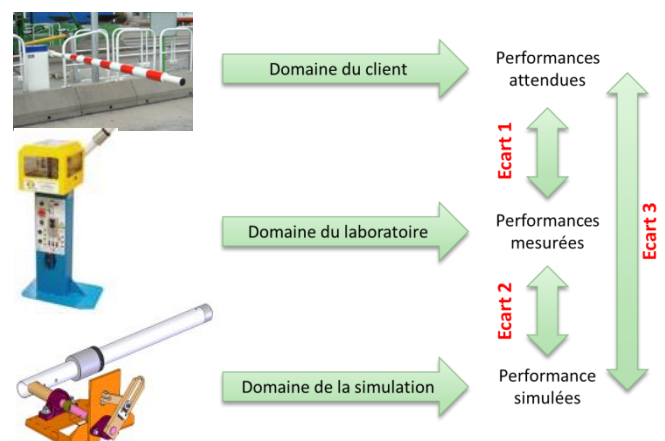 Domaine du client
Performances
attendues
Ecart 1
Domaine du laboratoire
Performances
mesurées
Ecart 3
Ecart 2
Domaine de la simulation
Performance
simulées